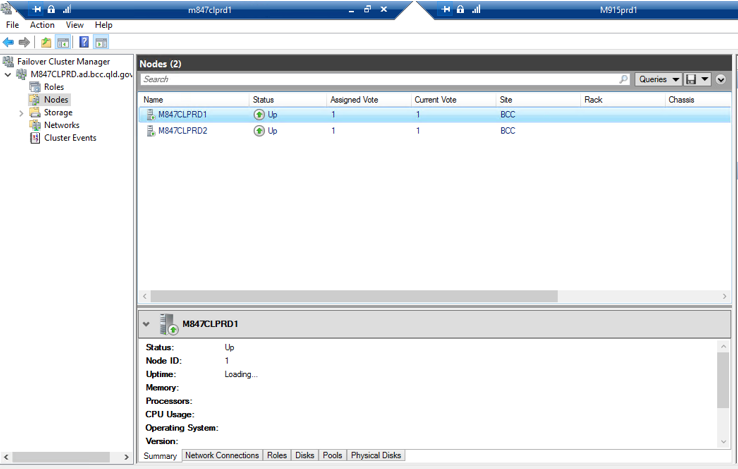 m847clprd1
M915prd1
File Action View Help
Failover Cluster Manager
M847CLPRD.ad.bcc.qld.gov
Roles
Nodes
Storage
Networks
Cluster Events
Nodes (2)
Search
Queries
Name Status Assigned Vote Current Vote Site Rack Chassis
M847CLPRD1 Up 1 1 BCC
M847CLPRD2 Up 1 1 BCC
M847CLPRD1
Status: Up
Node ID: 1
Uptime: Loading...
Memory:
Processors:
CPU Usage:
Operating System:
Version:
Summary Network Connections Roles Disks Pools Physical Disks